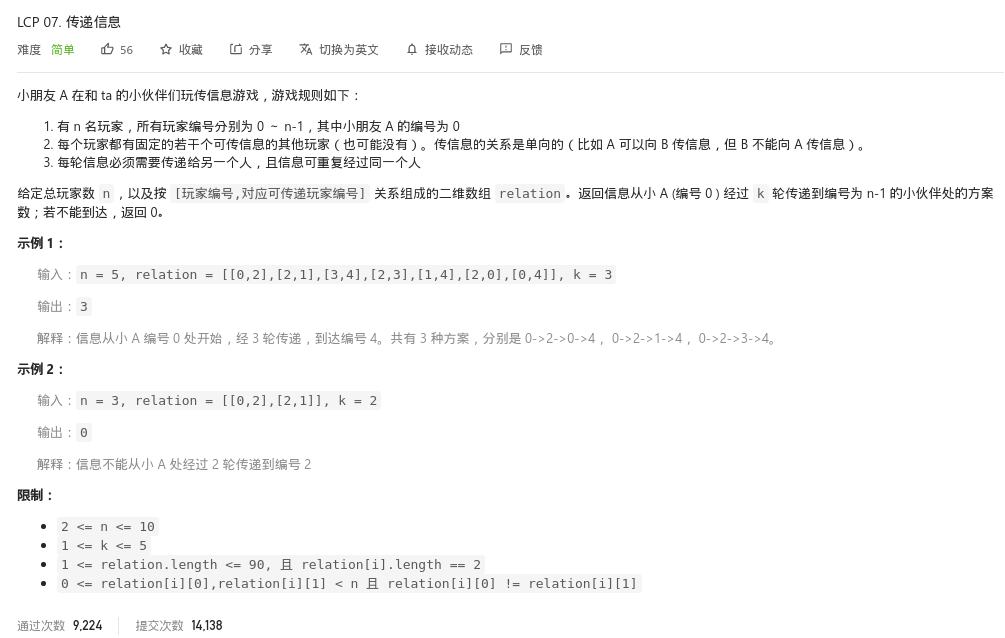 LCP 07. 传递信息
难度 简单 56 收藏 分享 切换为英文 接收动态 反馈
小朋友 A 在和 ta 的小伙伴们玩传信息游戏，游戏规则如下：
1. 有 n 名玩家，所有玩家编号分别为 0 ～ n-1，其中小朋友 A 的编号为 0
2. 每个玩家都有固定的若干个可传信息的其他玩家（也可能没有）。传信息的关系是单向的（比如 A 可以向 B 传信息，但 B 不能向 A 传信息）。
3. 每轮信息必须需要传递给另一个人，且信息可重复经过同一个人
给定总玩家数 n ，以及按 [玩家编号,对应可传递玩家编号] 关系组成的二维数组 relation 。返回信息从小 A (编号 0 ) 经过 k 轮传递到编号为 n-1 的小伙伴处的方案
数；若不能到达，返回 0。
示例 1：
输入：n = 5, relation = [[0,2],[2,1],[3,4],[2,3],[1,4],[2,0],[0,4]], k = 3
输出：3
解释：信息从小 A 编号 0 处开始，经 3 轮传递，到达编号 4。共有 3 种方案，分别是 0->2->0->4， 0->2->1->4， 0->2->3->4。
示例 2：
输入：n = 3, relation = [[0,2],[2,1]], k = 2
输出：0
解释：信息不能从小 A 处经过 2 轮传递到编号 2
限制：
• 2 <= n <= 10
• 1 <= k <= 5
• 1 <= relation.length <= 90, 且 relation[i].length == 2
• 0 <= relation[i][0],relation[i][1] < n 且 relation[i][0] != relation[i][1]
通过次数 9,224 提交次数 14,138